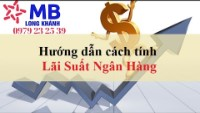 MB
LONG KHÁNH
0979 23 25 39
Hướng dẫn cách tính
Lãi Suất Ngân Hàng